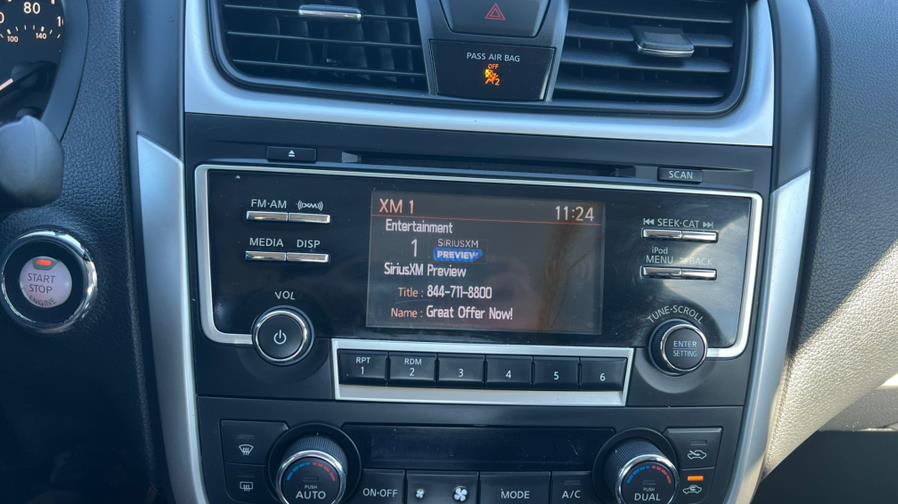 80
100 140
PASS AIR BAG
OFF
2
SCAN
FM·AM (XM)
MEDIA DISP
XM 1 11:24
Entertainment
1 SIRIUSXM
PREVIEW
SiriusXM Preview
Title : 844-711-8800
Name : Great Offer Now!
SEEK·CAT
iPod
MENU BACK
START
STOP
ENGINE
VOL
TUNE·SCROLL
ENTER
SETTING
RPT RDM
1 2 3 4 5 6
PUSH
AUTO
ON·OFF
MODE
A/C
PUSH
DUAL